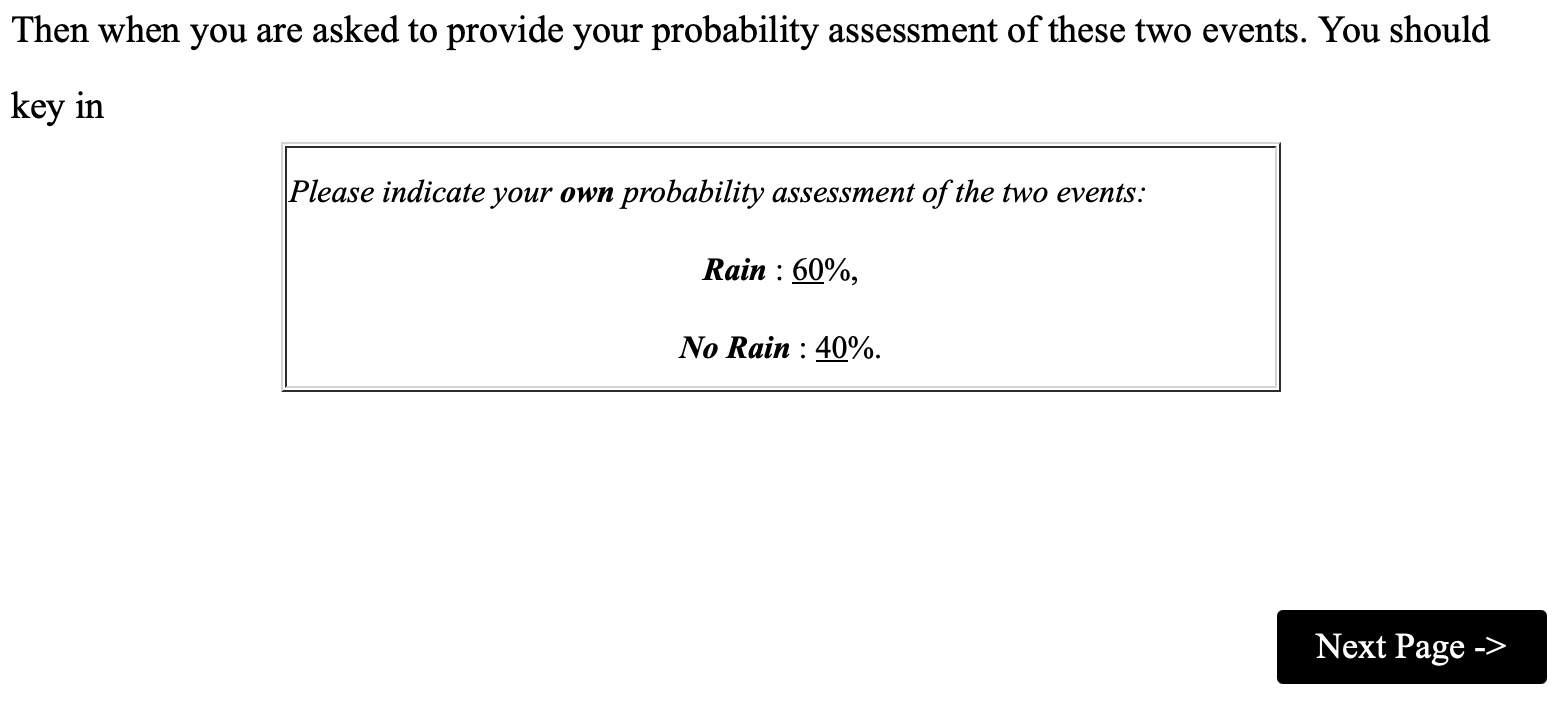 Then when you are asked to provide your probability assessment of these two events. You should
key in
Please indicate your own probability assessment of the two events:
Rain : 60%,
No Rain : 40%.
Next Page ->